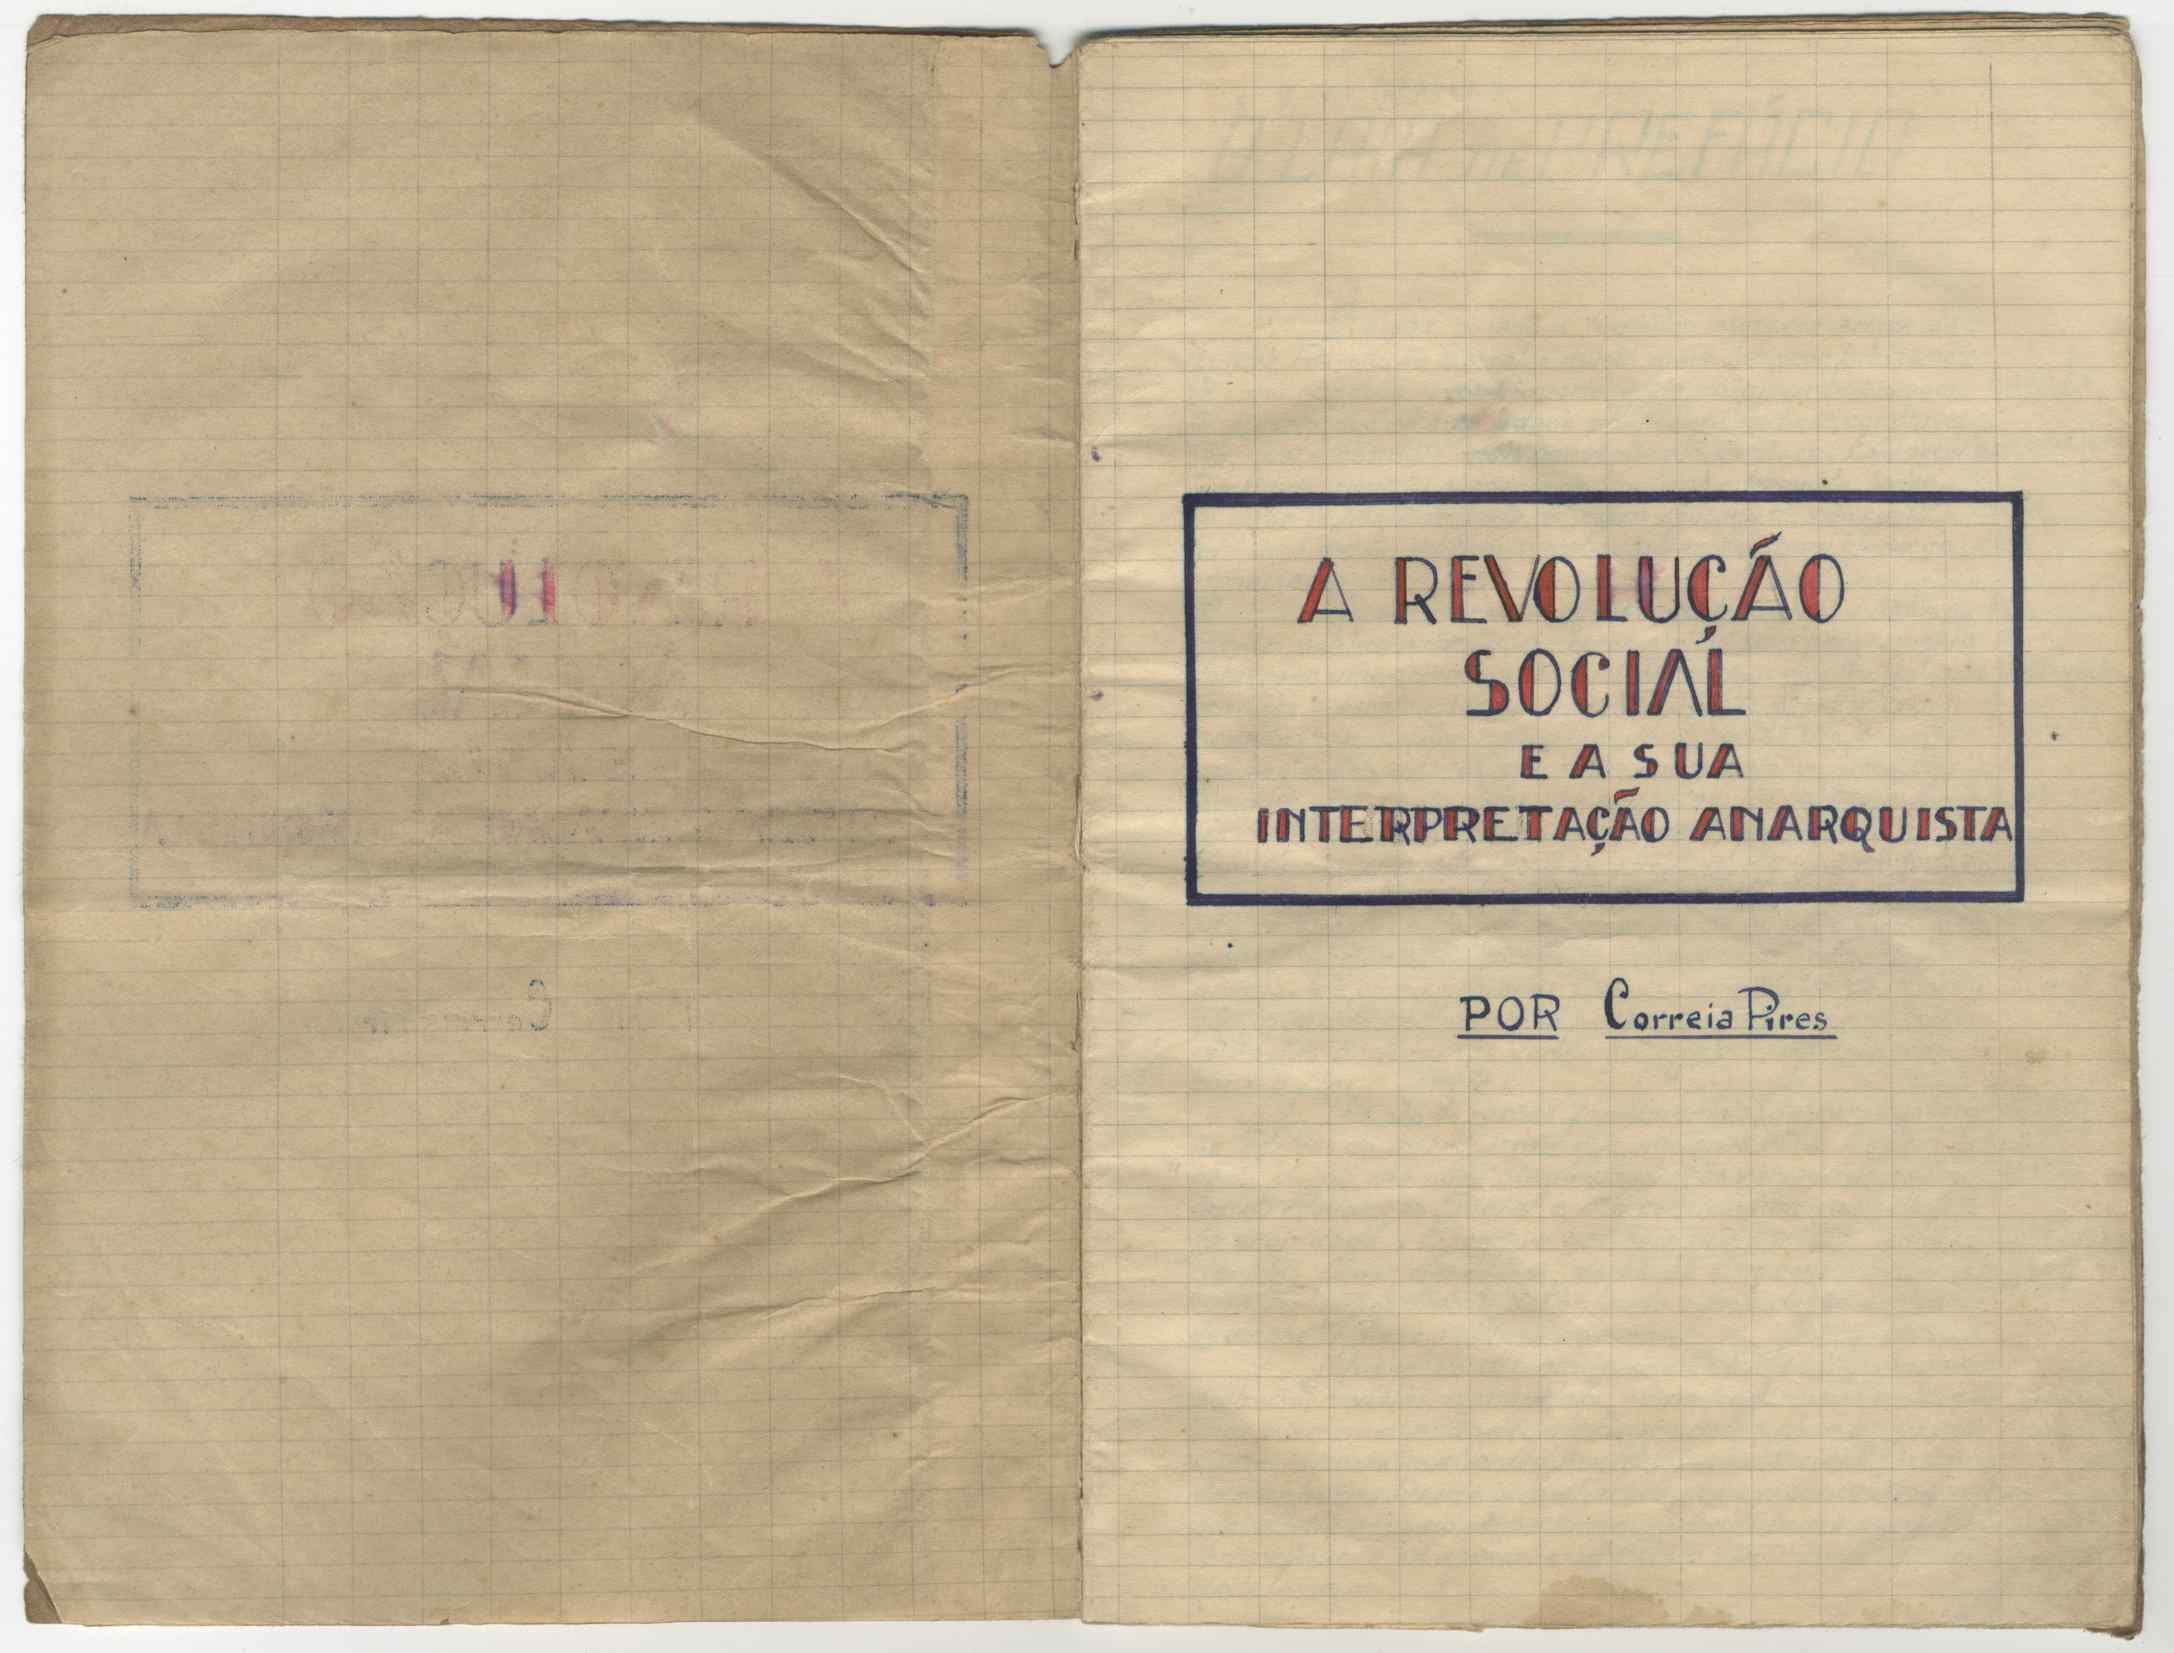 A REVOLUÇÃO
SOCIAL
E A SUA
INTERPRETAÇÃO ANARQUISTA
POR Correia Pires